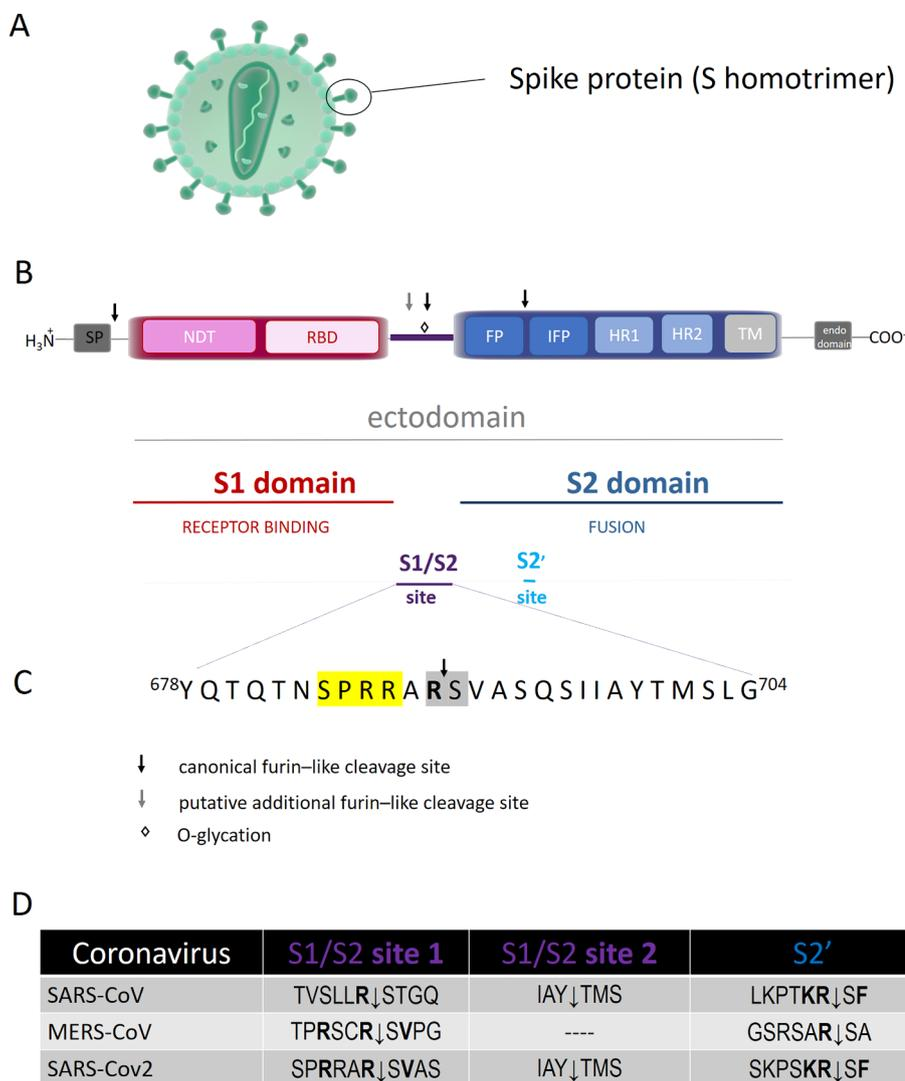 A
Spike protein (S homotrimer)
B
H₃N⁺ SP NDT RBD FP IFP HR1 HR2 TM endo domain COO⁻
ectodomain
S1 domain S2 domain
RECEPTOR BINDING FUSION
S1/S2 S2’
site site
C
⁶⁷⁸Y Q T Q T N S P R R A R S V A S Q S I I A Y T M S L G⁷⁰⁴
↓ canonical furin–like cleavage site
↓ putative additional furin–like cleavage site
◊ O-glycation
D
Coronavirus S1/S2 site 1 S1/S2 site 2 S2’
SARS-CoV TVSLLR↓STGQ IAY↓TMS LKPTKR↓SF
MERS-CoV TPRSCR↓SVPG ---- GSRSAR↓SA
SARS-Cov2 SPRRAR↓SVAS IAY↓TMS SKPSKR↓SF